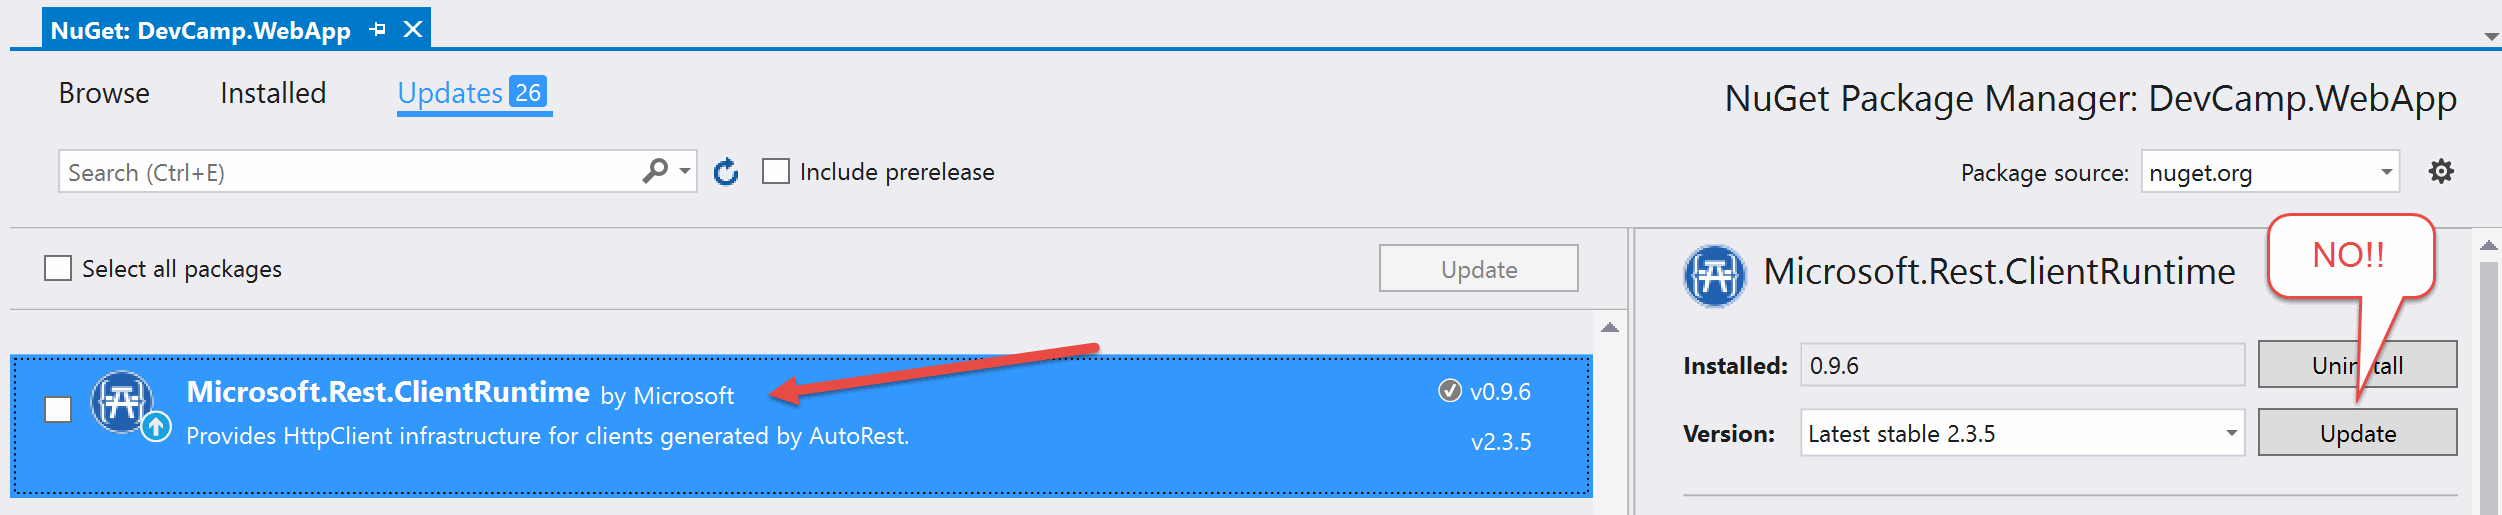 NuGet: DevCamp.WebApp
Browse Installed Updates 26
NuGet Package Manager: DevCamp.WebApp
Search (Ctrl+E) Include prerelease
Package source: nuget.org
Select all packages Update
Microsoft.Rest.ClientRuntime by Microsoft v0.9.6
Provides HttpClient infrastructure for clients generated by AutoRest.
v2.3.5
NO!!
Microsoft.Rest.ClientRuntime
Installed: 0.9.6 Uninstall
Version: Latest stable 2.3.5 Update